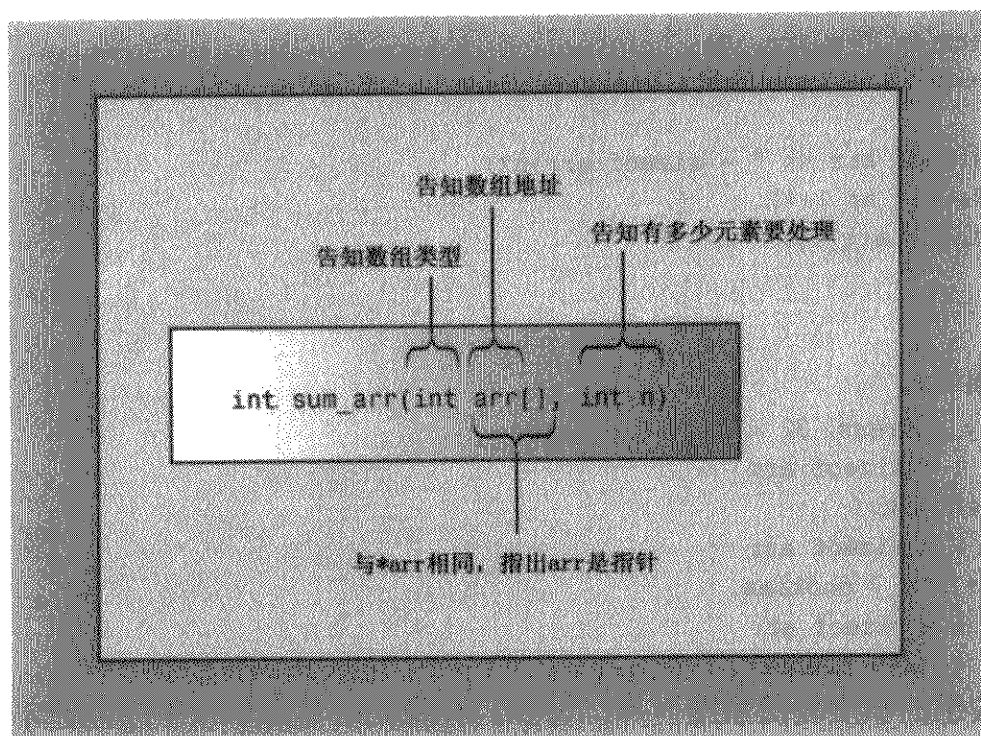 告知数组地址
告知有多少元素要处理
告知数组类型
int sum_arr(int arr[], int n)
与*arr相同，指出arr是指针